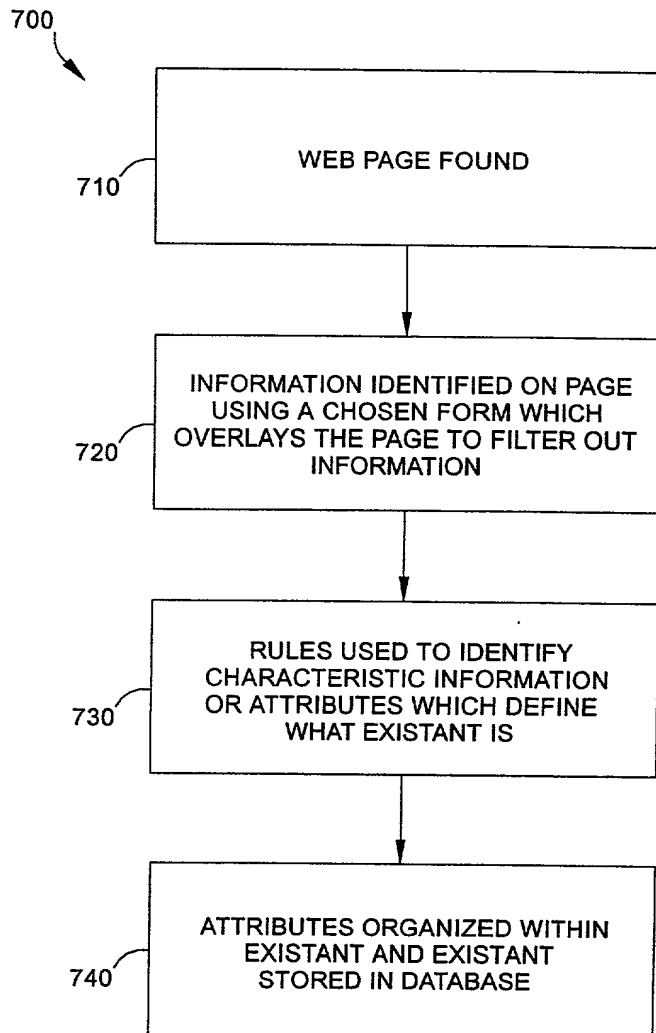 700
WEB PAGE FOUND
710
INFORMATION IDENTIFIED ON PAGE
USING A CHOSEN FORM WHICH
OVERLAYS THE PAGE TO FILTER OUT
INFORMATION
720
RULES USED TO IDENTIFY
CHARACTERISTIC INFORMATION
OR ATTRIBUTES WHICH DEFINE
WHAT EXISTANT IS
730
ATTRIBUTES ORGANIZED WITHIN
EXISTANT AND EXISTANT
STORED IN DATABASE
740